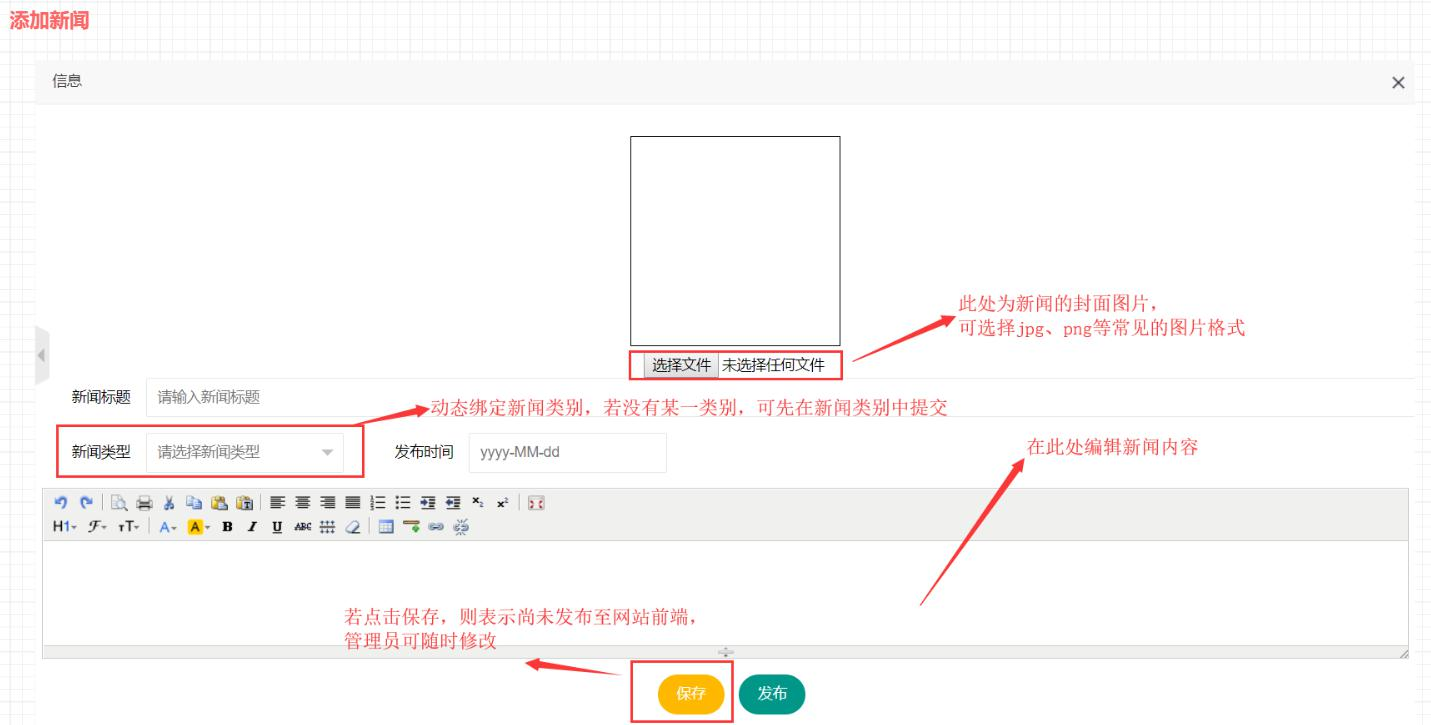 添加新闻
信息
此处为新闻的封面图片，
可选择jpg、png等常见的图片格式
选择文件 未选择任何文件
新闻标题 请输入新闻标题
动态绑定新闻类别，若没有某一类别，可先在新闻类别中提交
新闻类型 请选择新闻类型 发布时间 yyyy-MM-dd
在此处编辑新闻内容
H1 F TT A A B I U ABC
若点击保存，则表示尚未发布至网站前端，
管理员可随时修改
保存 发布